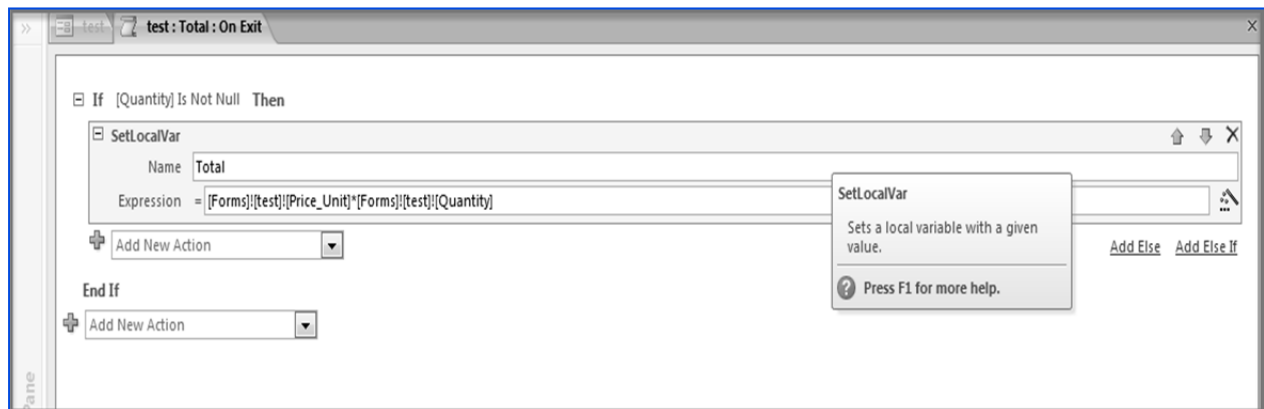 »
test
test : Total : On Exit
X
If [Quantity] Is Not Null Then
SetLocalVar
Name Total
Expression = [Forms]![test]![Price_Unit]*[Forms]![test]![Quantity]
SetLocalVar
Sets a local variable with a given
value.
Press F1 for more help.
Add New Action
Add Else Add Else If
End If
Add New Action
Pane